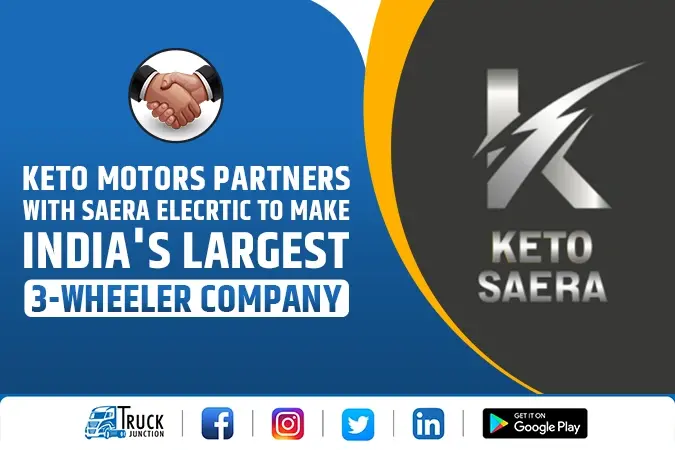 KETO MOTORS PARTNERS
WITH SAERA ELECRTIC TO MAKE
INDIA'S LARGEST
3-WHEELER COMPANY
K
KETO
SAERA
TRUCK
JUNCTION
GET IT ON
Google Play